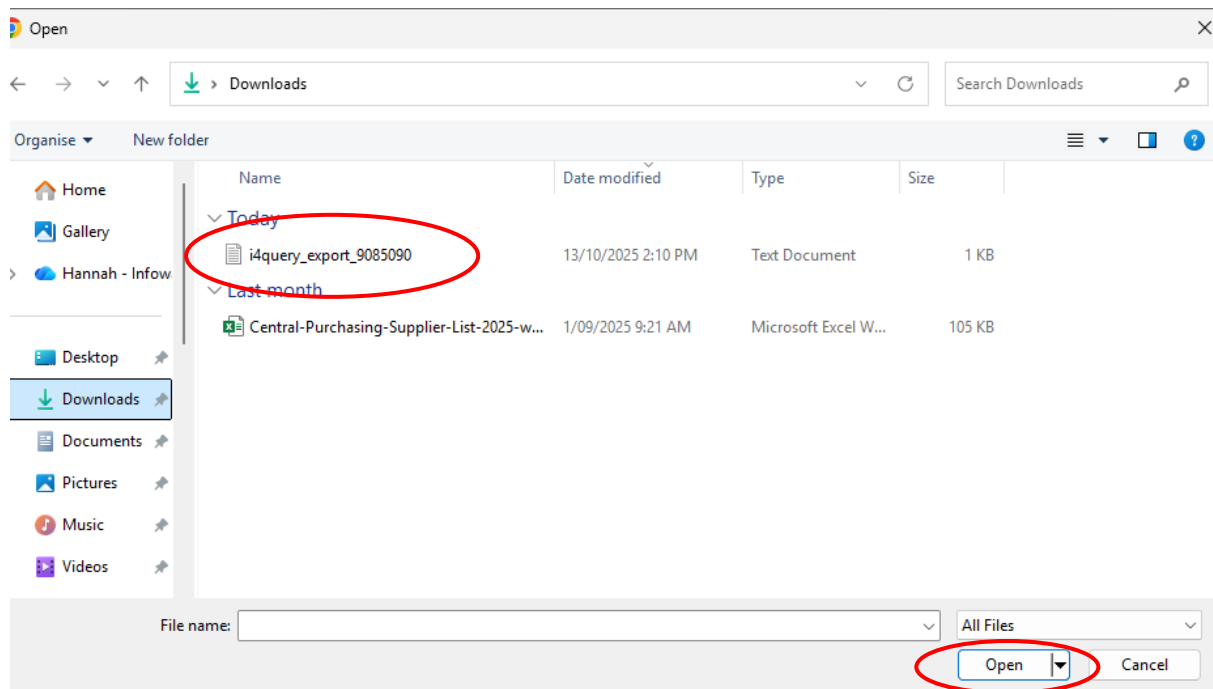 Open
Downloads
Search Downloads
Organise
New folder
Home
Gallery
Hannah - Infow
Desktop
Downloads
Documents
Pictures
Music
Videos
Name Date modified Type Size
Today
i4query_export_9085090 13/10/2025 2:10 PM Text Document 1 KB
Last month
Central-Purchasing-Supplier-List-2025-w... 1/09/2025 9:21 AM Microsoft Excel W... 105 KB
File name:
All Files
Open Cancel